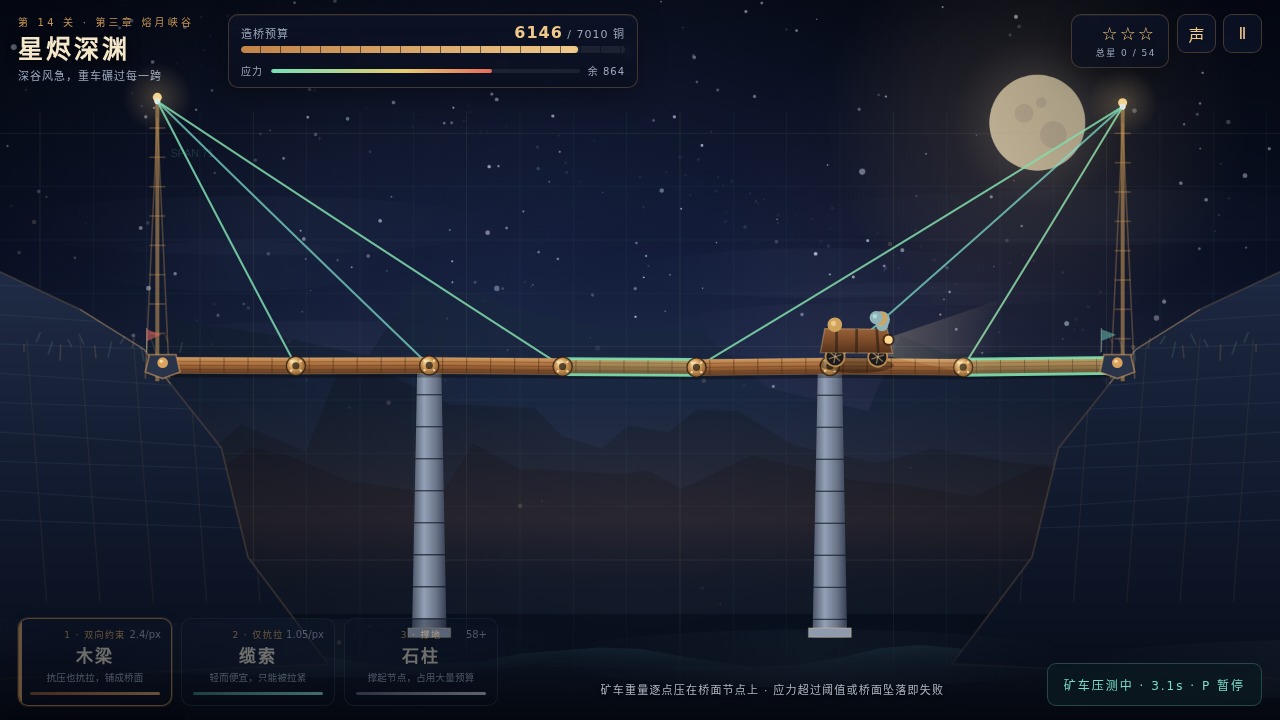 第 14 关 · 第三章 熔月峡谷
星烬深渊
深谷风急，重车碾过每一跨
造桥预算 6146 / 7010 铜
应力 余 864
☆☆☆
总星 0 / 54
声
Ⅱ
1 · 双向约束 2.4/px
木梁
抗压也抗拉，铺成桥面
2 · 仅抗拉 1.05/px
缆索
轻而便宜，只能被拉紧
3 · 撑地 58+
石柱
撑起节点，占用大量预算
矿车重量逐点压在桥面节点上 · 应力超过阈值或桥面坠落即失败
矿车压测中 · 3.1s · P 暂停